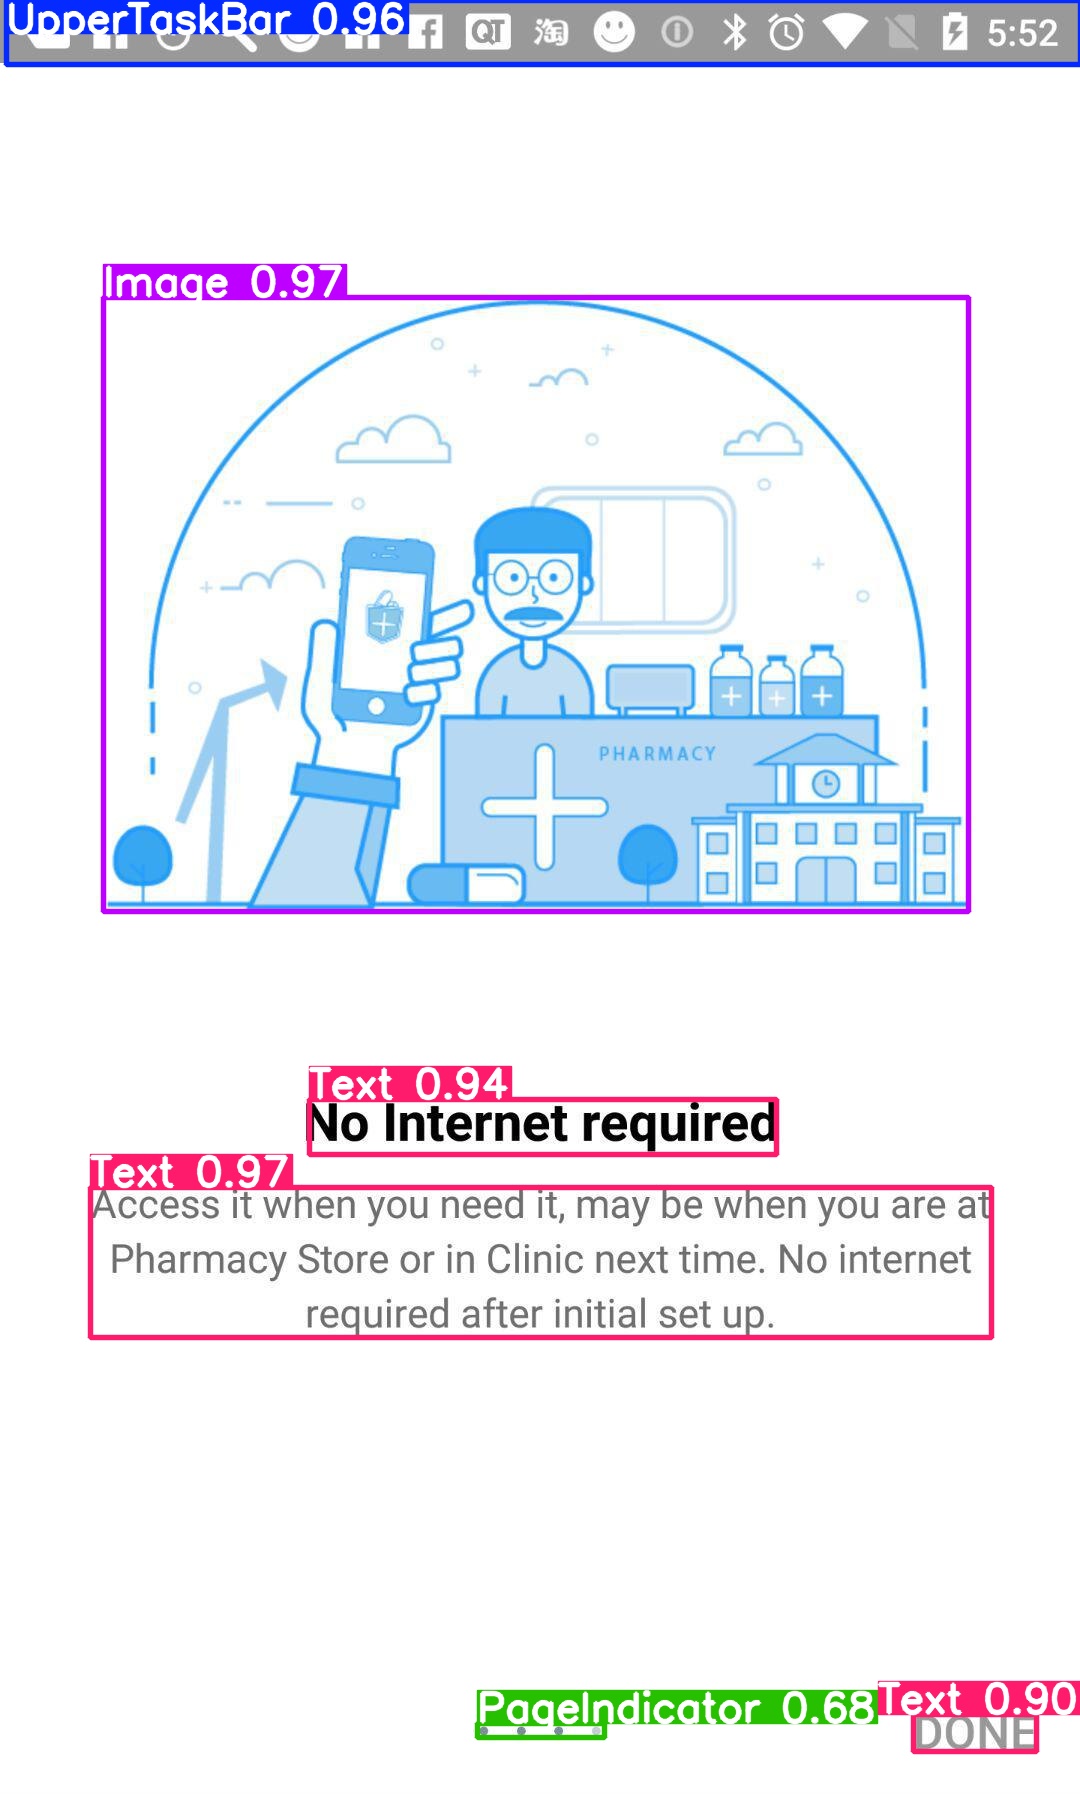 UpperTaskBar 0.96
QT 淘 5:52
Image 0.97
PHARMACY
Text 0.94
No Internet required
Text 0.97
Access it when you need it, may be when you are at
Pharmacy Store or in Clinic next time. No internet
required after initial set up.
PageIndicator 0.68
Text 0.90
DONE